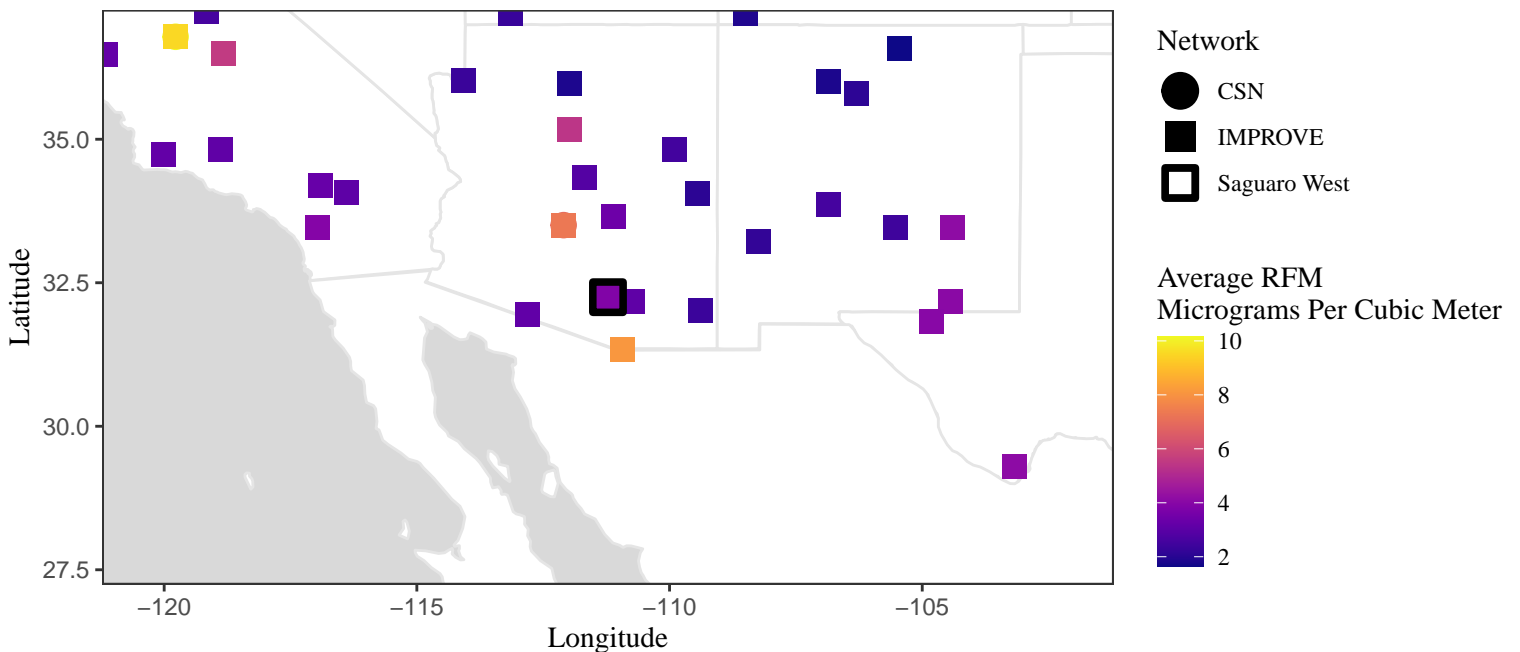 35.0
32.5
30.0
27.5
Latitude
−120
−115
−110
−105
Longitude
Network
CSN
IMPROVE
Saguaro West
Average RFM
Micrograms Per Cubic Meter
10
8
6
4
2